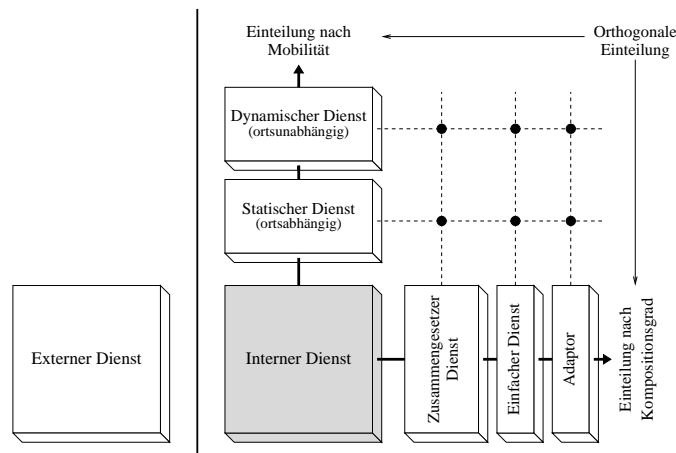 Einteilung nach
Mobilität
Orthogonale
Einteilung
Dynamischer Dienst
(ortsunabhängig)
Statischer Dienst
(ortsabhängig)
Externer Dienst
Interner Dienst
Zusammengesetzer
Dienst
Einfacher Dienst
Adaptor
Einteilung nach
Kompositionsgrad